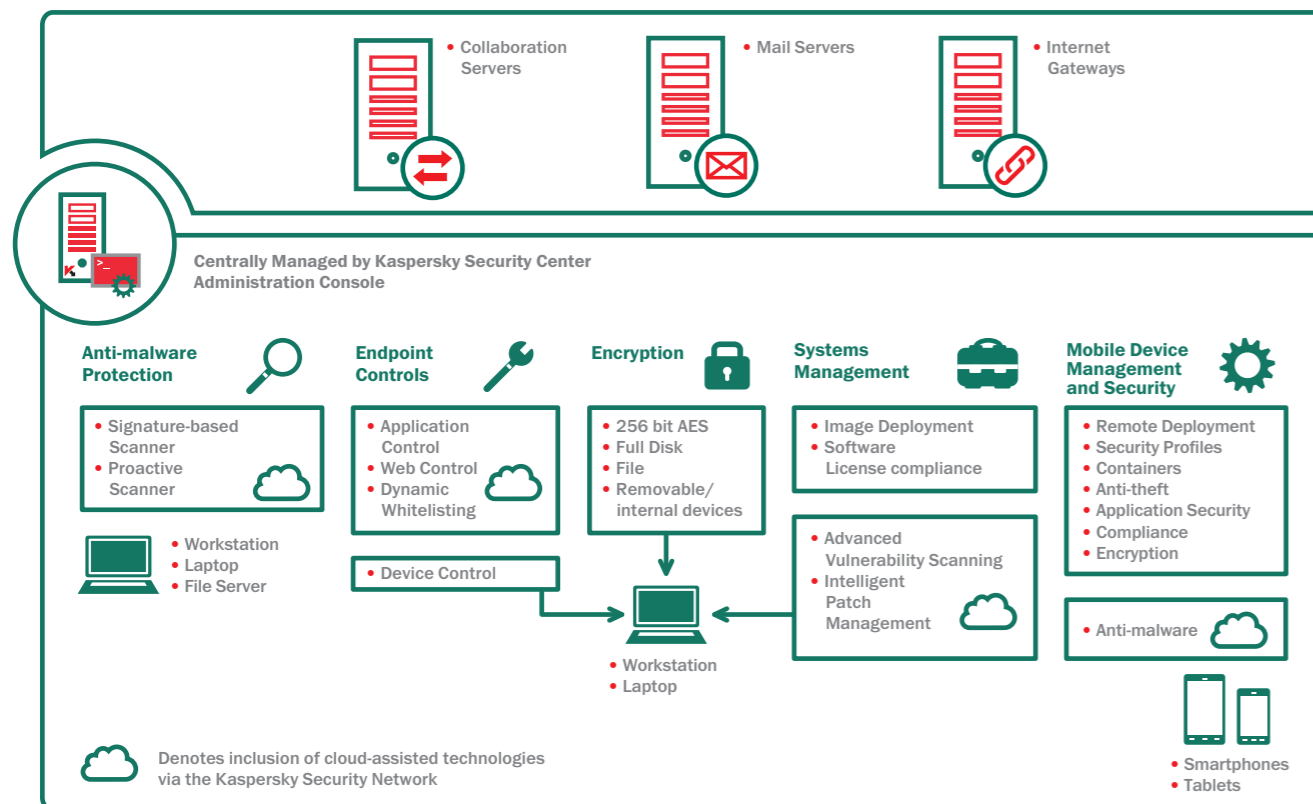 • Collaboration
Servers
• Mail Servers
• Internet
Gateways
>_
Centrally Managed by Kaspersky Security Center
Administration Console
Anti-malware
Protection
• Signature-based
Scanner
• Proactive
Scanner
• Workstation
• Laptop
• File Server
Endpoint
Controls
• Application
Control
• Web Control
• Dynamic
Whitelisting
• Device Control
Encryption
• 256 bit AES
• Full Disk
• File
• Removable/
internal devices
• Workstation
• Laptop
Systems
Management
• Image Deployment
• Software
License compliance
• Advanced
Vulnerability Scanning
• Intelligent
Patch
Management
Mobile Device
Management
and Security
• Remote Deployment
• Security Profiles
• Containers
• Anti-theft
• Application Security
• Compliance
• Encryption
• Anti-malware
• Smartphones
• Tablets
Denotes inclusion of cloud-assisted technologies
via the Kaspersky Security Network